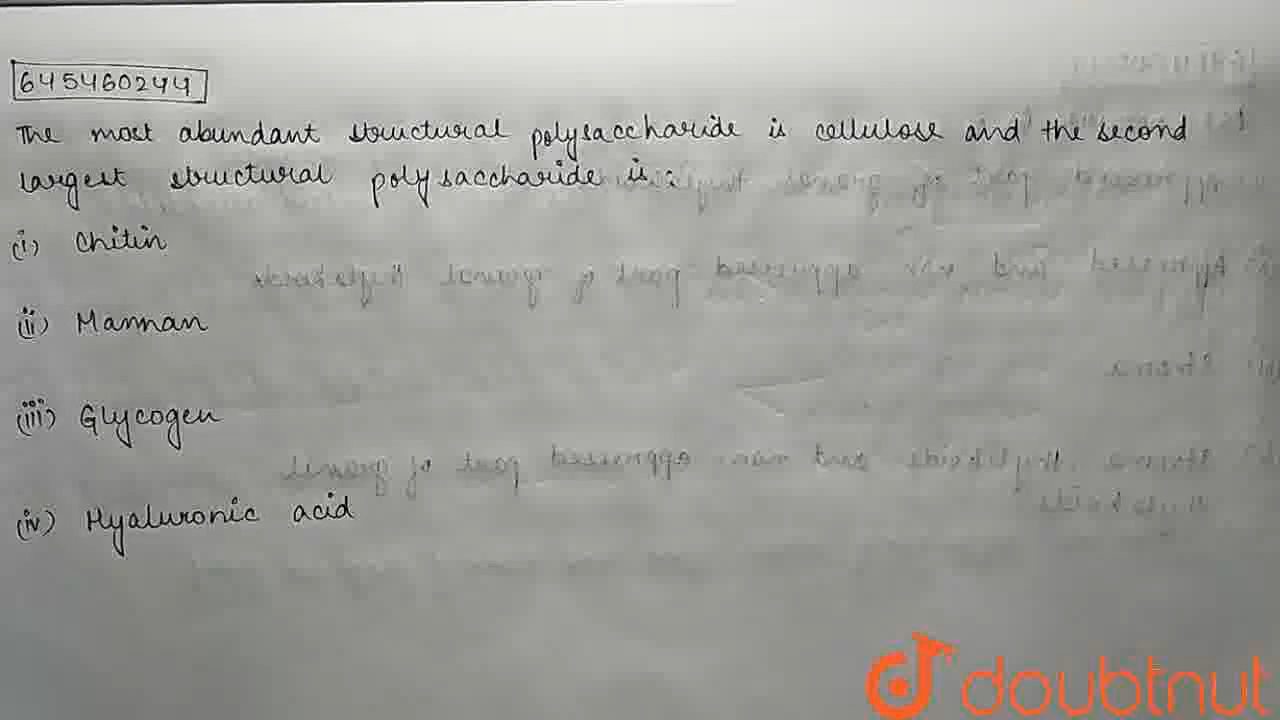 645460244
The most abundant structural polysaccharide is cellulose and the second
largest structural polysaccharide is :
(i) Chitin
(ii) Mannan
(iii) Glycogen
(iv) Hyaluronic acid
doubtnut